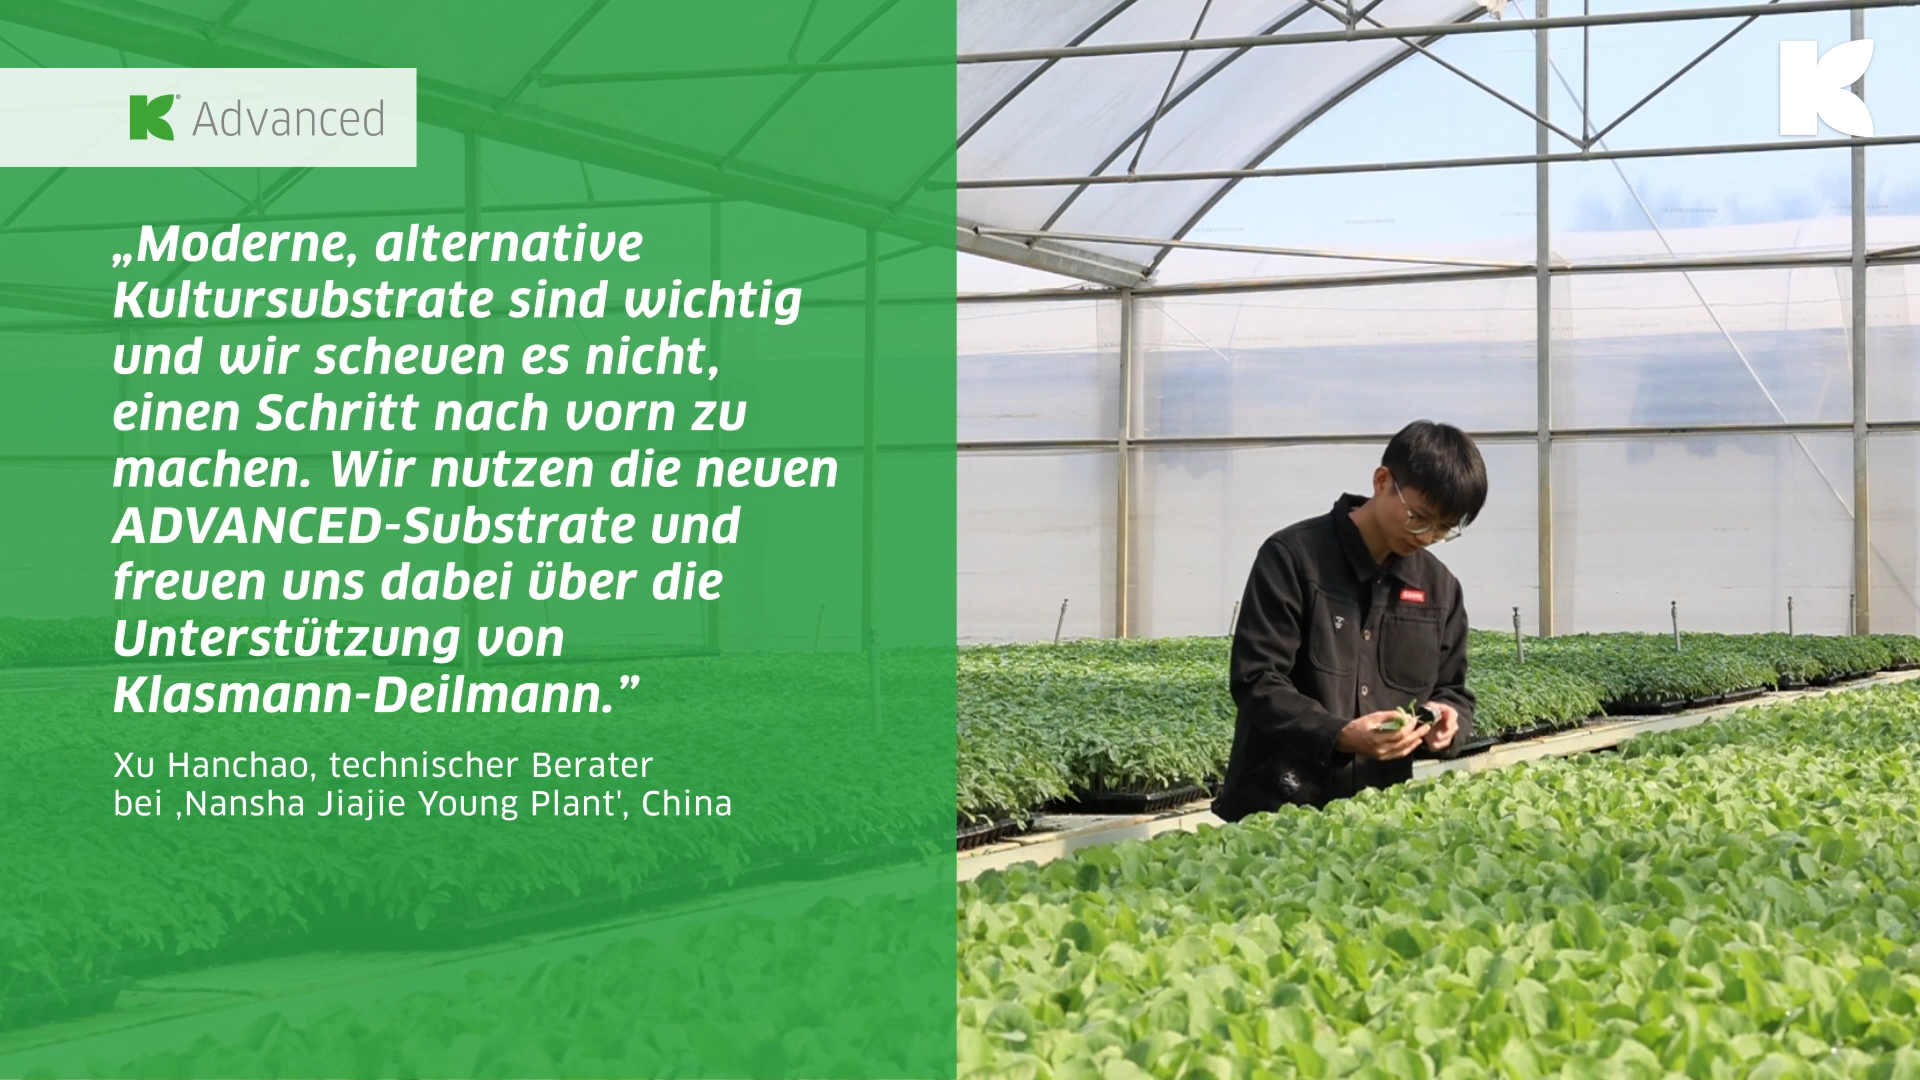 K® Advanced
„Moderne, alternative
Kultursubstrate sind wichtig
und wir scheuen es nicht,
einen Schritt nach vorn zu
machen. Wir nutzen die neuen
ADVANCED-Substrate und
freuen uns dabei über die
Unterstützung von
Klasmann-Deilmann.”
Xu Hanchao, technischer Berater
bei ‚Nansha Jiajie Young Plant', China
K